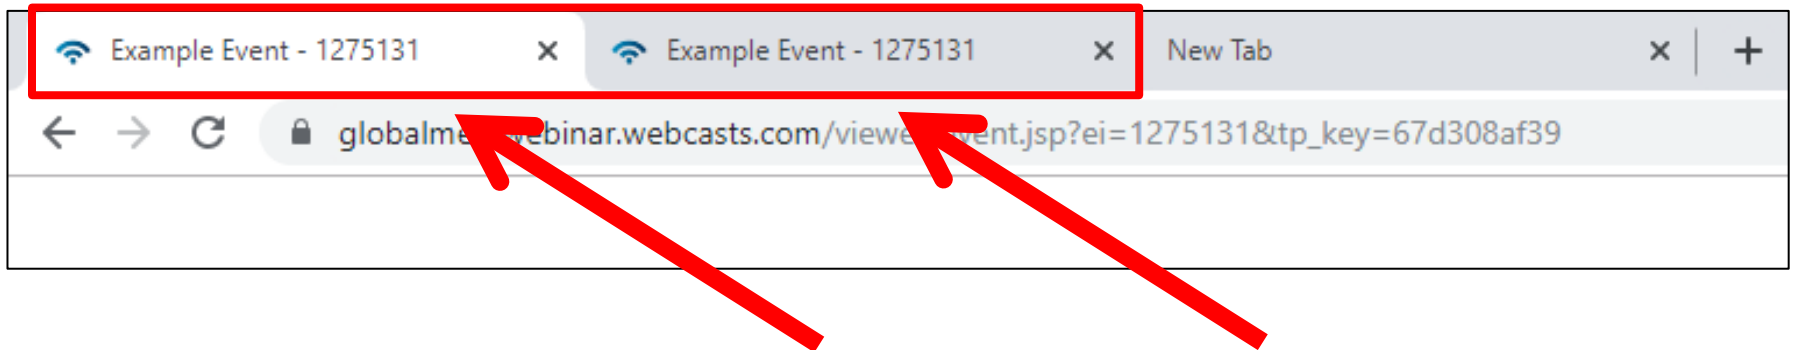 Example Event - 1275131 Example Event - 1275131 New Tab
globalme ebinar.webcasts.com/viewe ent.jsp?ei=1275131&tp_key=67d308af39